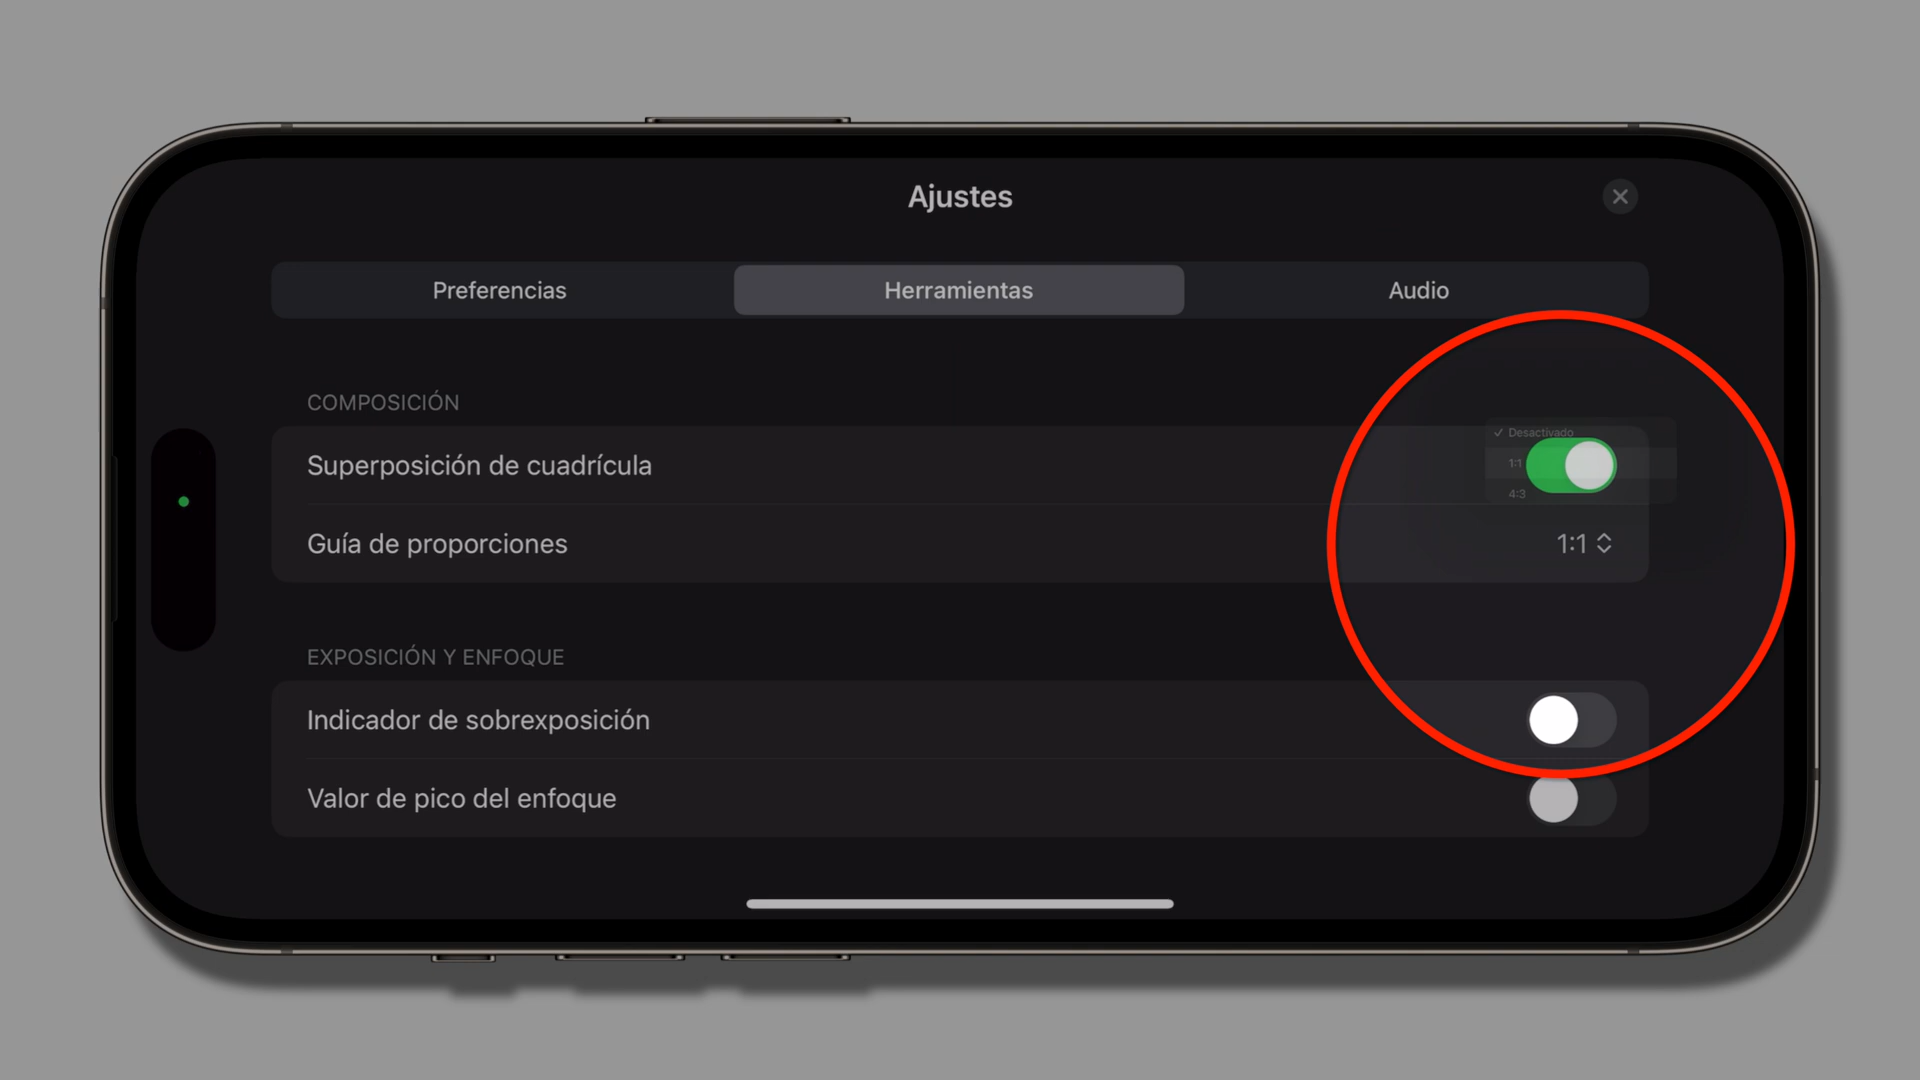 Ajustes
Preferencias
Herramientas
Audio
COMPOSICIÓN
✓ Desactivado
Superposición de cuadrícula
1:1
4:3
Guía de proporciones
1:1
EXPOSICIÓN Y ENFOQUE
Indicador de sobrexposición
Valor de pico del enfoque